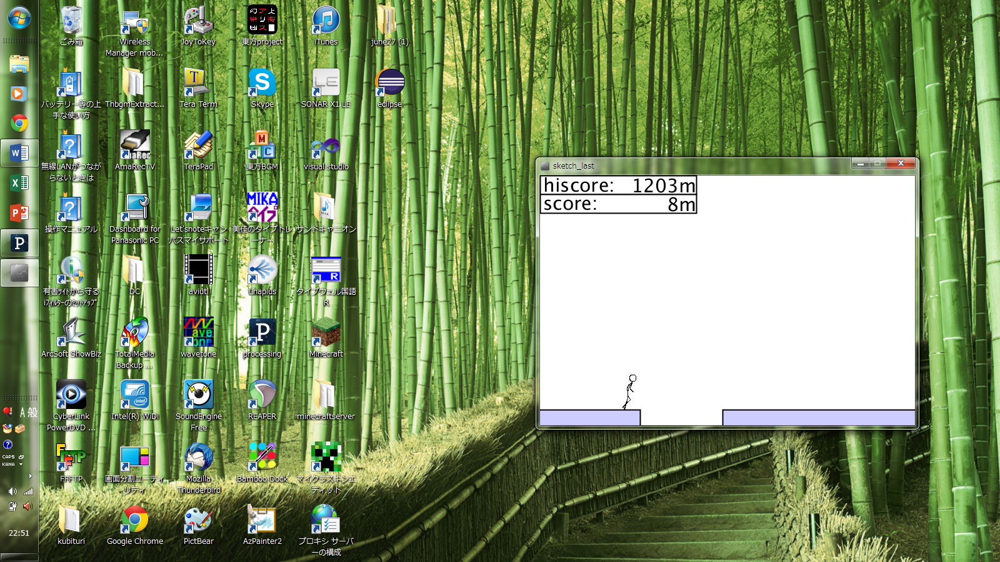 ごみ箱
Wireless
Manager mob...
JoyToKey
東方project
iTunes
june27 (1)
バッテリー等の上
手な使い方
ThbgmExtract...
Tera Term
Skype
SONAR X1 LE
eclipse
無線LANがつなが
らないときは
AmaRecTV
TeraPad
東方BGM
visual studio
操作マニュアル
Dashboard for
Panasonic PC
Let'snoteキャン
パスマイサポート
MIKA
タイプ
美佳のタイプトレ
ーナー
サンドキャニオン
有害ｻｲﾄから守る
iﾌｨﾙﾀｰのｾｯﾄｱｯﾌﾟ
DC
aviutl
Lhaplus
タイプウェル国語
R
ArcSoft ShowBiz
TotalMedia
Backup ...
wavetone
processing
Minecraft
CyberLink
PowerDVD ...
Intel(R) WiDi
SoundEngine
Free
REAPER
minecraftserver
FFFTP
画面分割ユーティ
リティ
Mozilla
Thunderbird
Bamboo Dock
マイクラスキンエ
ディット
kubituri
Google Chrome
PictBear
AzPainter2
プロキシ サーバ
ーの構成
A 般
CAPS
KANA
22:51
sketch_last
hiscore: 1203m
score: 8m